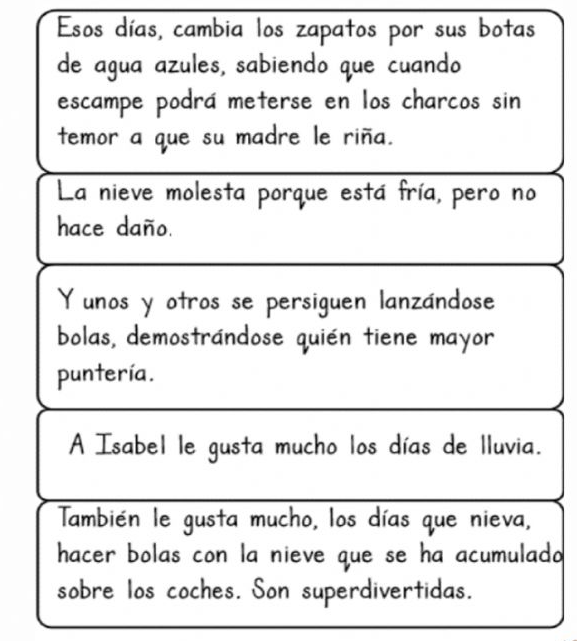 Esos días, cambia los zapatos por sus botas
de agua azules, sabiendo que cuando
escampe podrá meterse en los charcos sin
temor a que su madre le riña.
La nieve molesta porque está fría, pero no
hace daño.
Y unos y otros se persiguen lanzándose
bolas, demostrándose quién tiene mayor
puntería.
A Isabel le gusta mucho los días de lluvia.
También le gusta mucho, los días que nieva,
hacer bolas con la nieve que se ha acumulado
sobre los coches. Son superdivertidas.